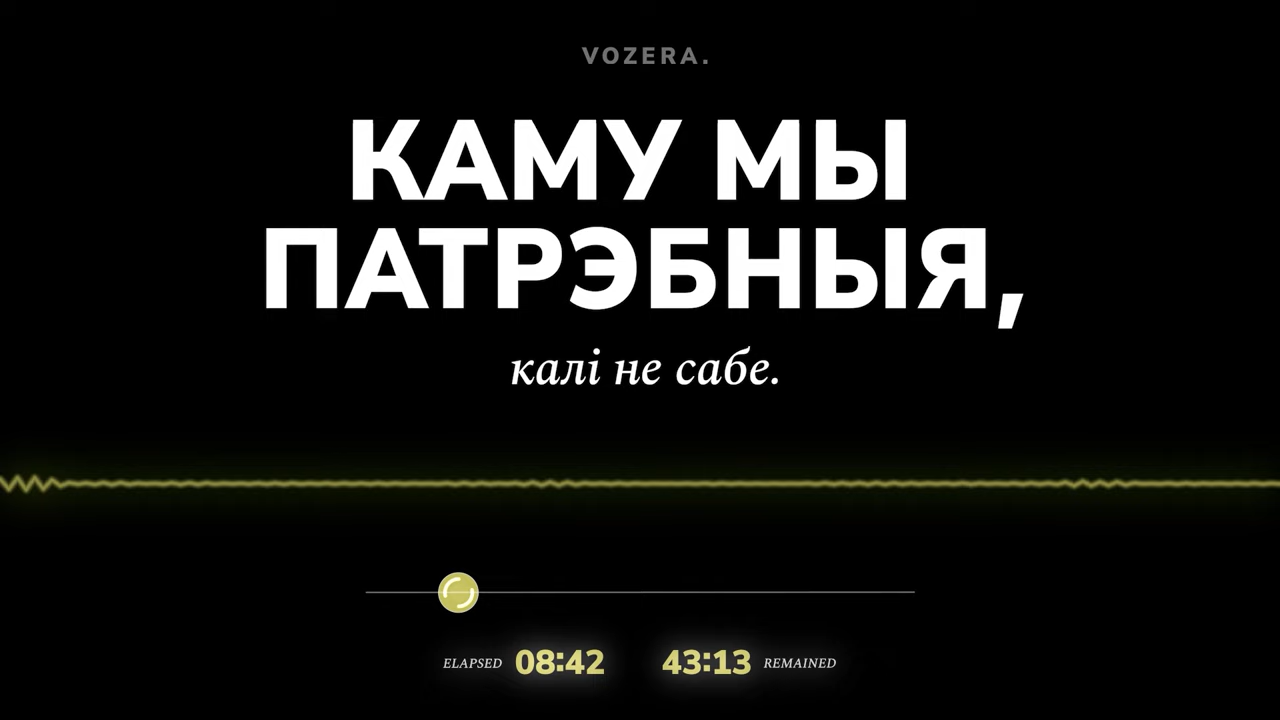 VOZERA.
КАМУ МЫ
ПАТРЭБНЫЯ,
калі не сабе.
ELAPSED 08:42 43:13 REMAINED